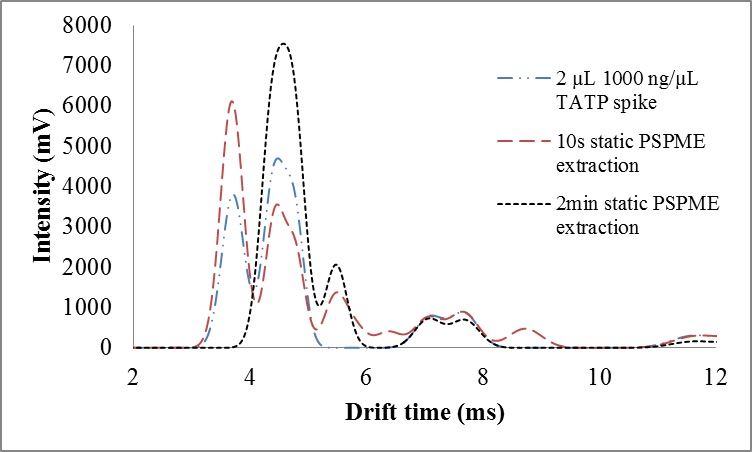 8000
7000
6000
5000
4000
3000
2000
1000
0
Intensity (mV)
2 µL 1000 ng/µL
TATP spike
10s static PSPME
extraction
2min static PSPME
extraction
2 4 6 8 10 12
Drift time (ms)